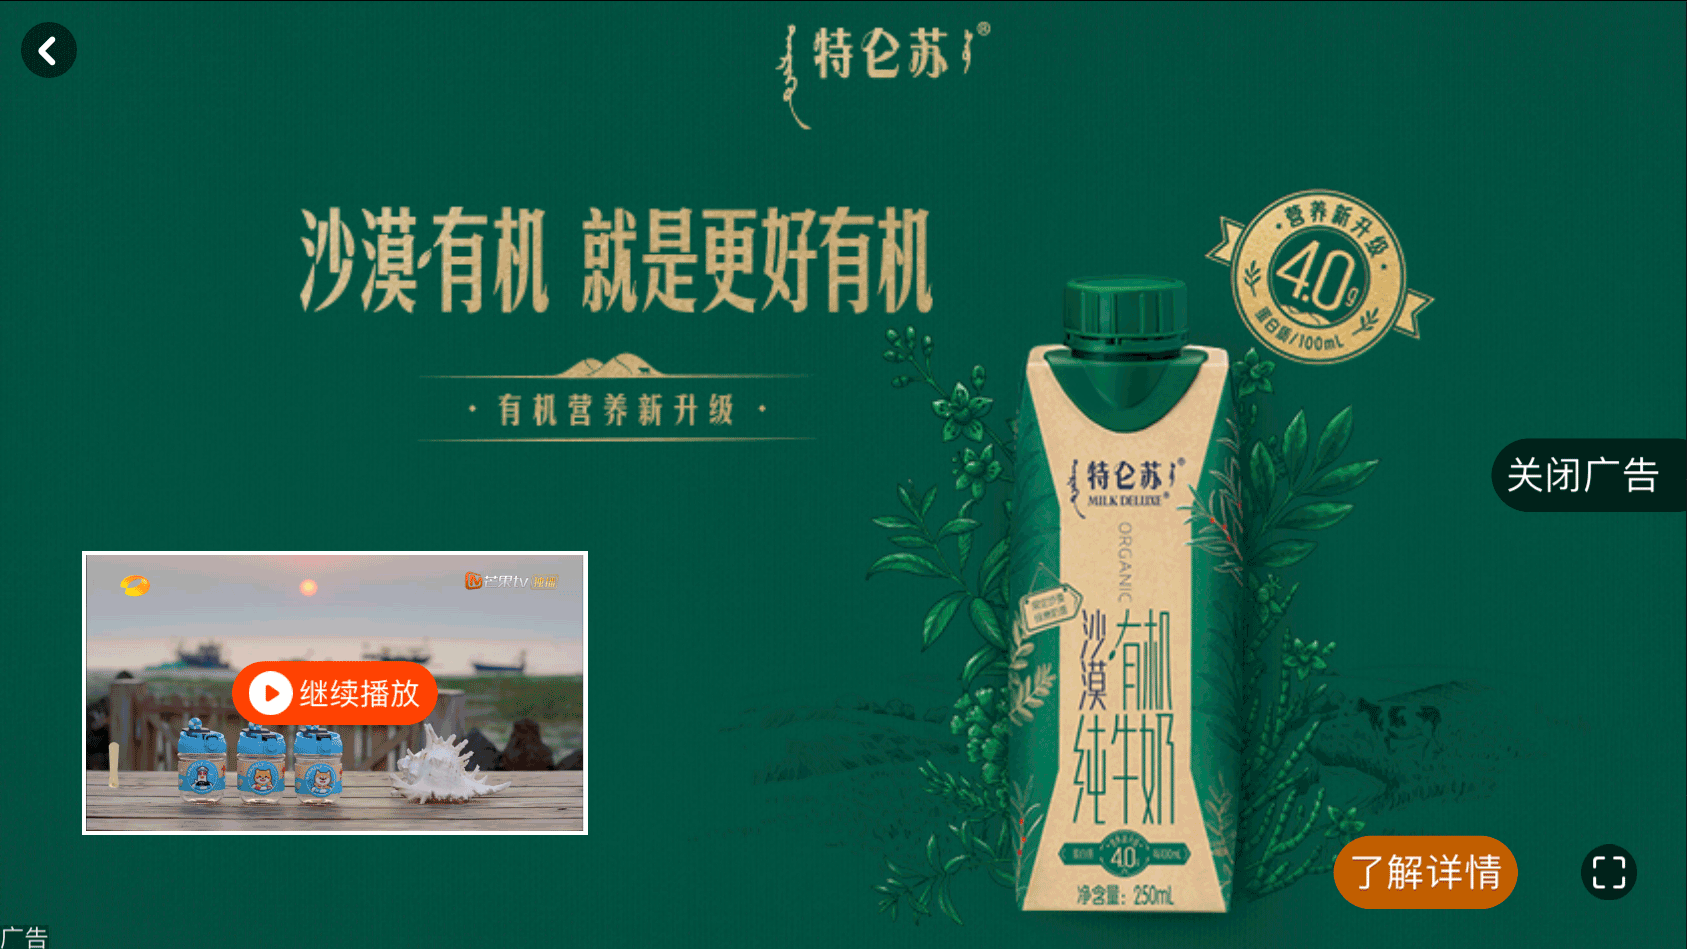 特仑苏®
沙漠·有机 就是更好有机
· 有机营养新升级 ·
营养新升级
4.0g
蛋白质/100mL
特仑苏®
MILK DELUXE®
ORGANIC
沙漠
有机
纯牛奶
4.0
净含量：250mL
关闭广告
芒果tv 独播
继续播放
了解详情
广告